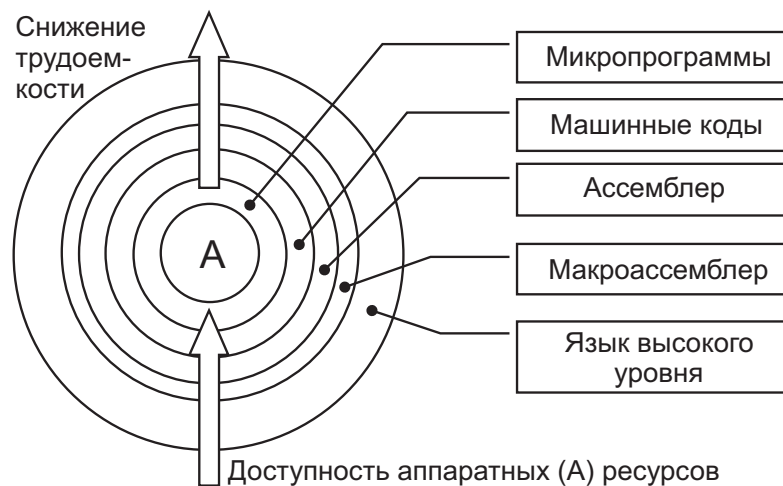 Снижение
трудоем-
кости
Микропрограммы
Машинные коды
Ассемблер
А
Макроассемблер
Язык высокого
уровня
Доступность аппаратных (А) ресурсов